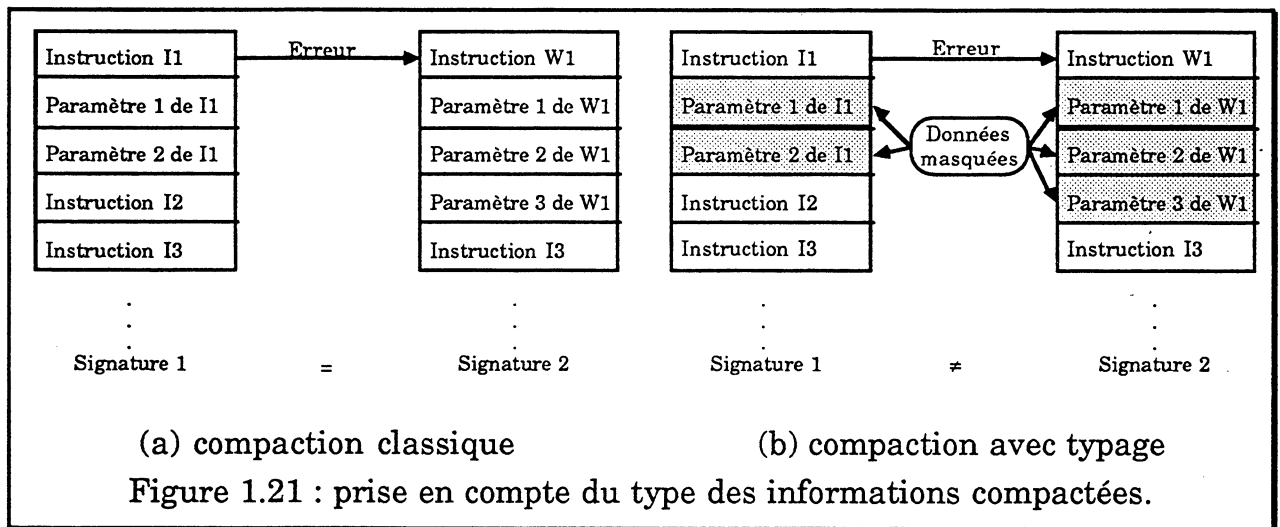 Instruction I1
Erreur
Instruction W1
Paramètre 1 de I1
Paramètre 1 de W1
Paramètre 2 de I1
Paramètre 2 de W1
Instruction I2
Paramètre 3 de W1
Instruction I3
Instruction I3
Signature 1 = Signature 2
(a) compaction classique
Instruction I1
Erreur
Instruction W1
Paramètre 1 de I1
Paramètre 1 de W1
Données
masquées
Paramètre 2 de I1
Paramètre 2 de W1
Instruction I2
Paramètre 3 de W1
Instruction I3
Instruction I3
Signature 1 ≠ Signature 2
(b) compaction avec typage
Figure 1.21 : prise en compte du type des informations compactées.